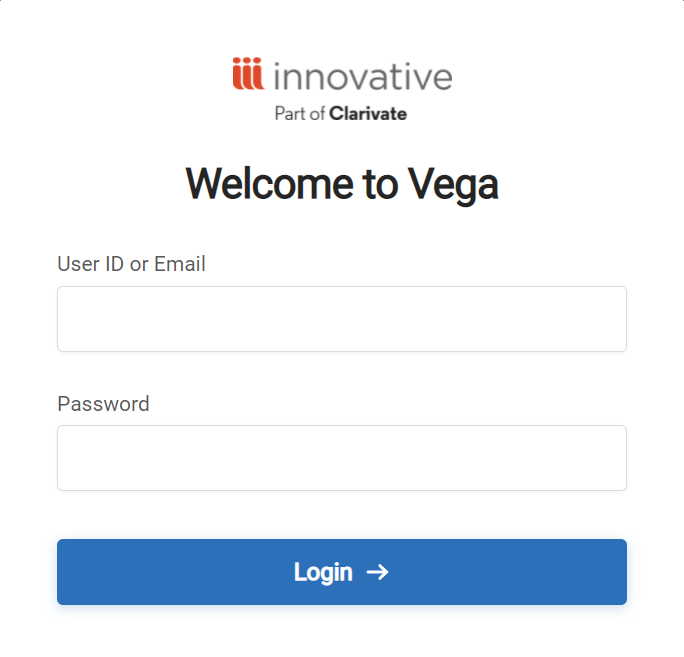 innovative
Part of Clarivate
Welcome to Vega
User ID or Email
Password
Login →